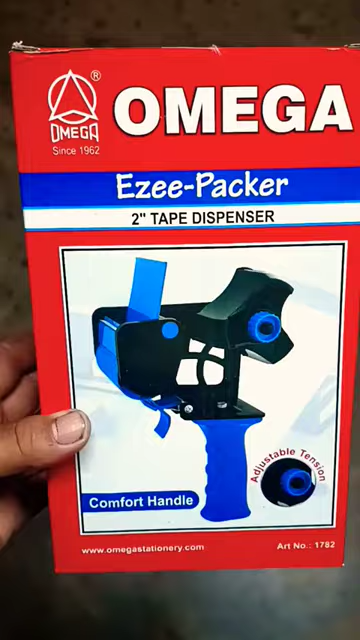 ®
OMEGA
Since 1962
OMEGA
Ezee-Packer
2" TAPE DISPENSER
Adjustable Tension
Comfort Handle
www.omegastationery.com
Art No.: 1782